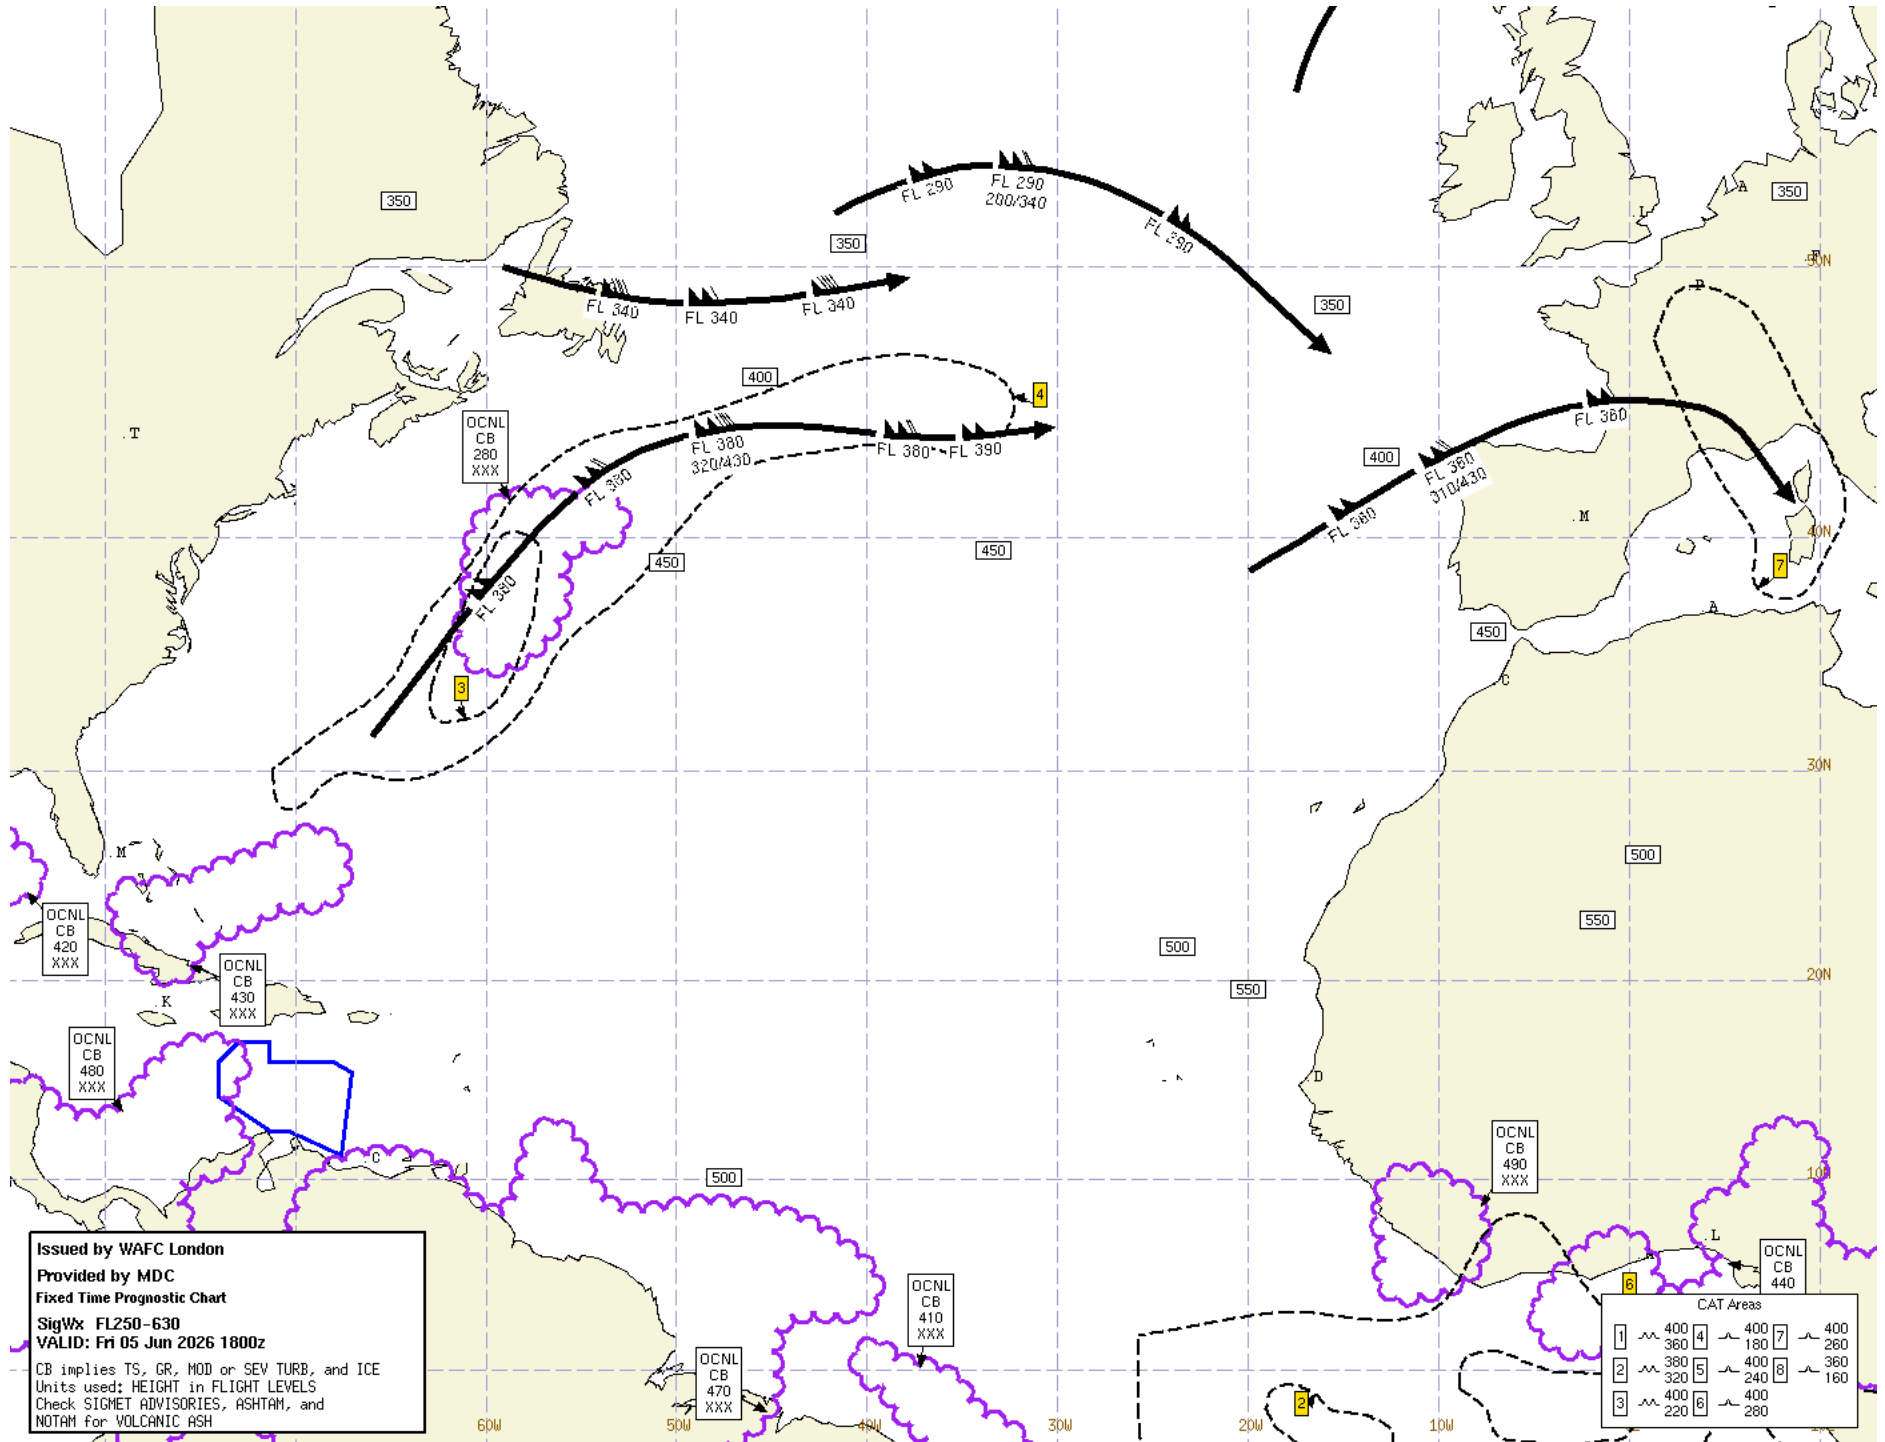 350
FL 290
FL 290
200/340
FL 290
A
350
L
F
50N
350
FL 340
FL 340
FL 340
350
P
400
4
T
OCNL
CB
280
XXX
FL 380
320/430
FL 380
FL 390
FL 380
FL 360
400
FL 360
310/430
FL 360
M
40N
450
450
7
FL 380
A
450
3
C
30N
M
500
OCNL
CB
420
XXX
550
500
OCNL
CB
430
XXX
20N
550
K
OCNL
CB
480
XXX
D
C
500
OCNL
CB
490
XXX
10N
L
A
OCNL
CB
440
6
OCNL
CB
410
XXX
OCNL
CB
470
XXX
2
60W
50W
40W
30W
20W
10W
Issued by WAFC London
Provided by MDC
Fixed Time Prognostic Chart
SigWx FL250-630
VALID: Fri 05 Jun 2026 1800z
CB implies TS, GR, MOD or SEV TURB, and ICE
Units used: HEIGHT in FLIGHT LEVELS
Check SIGMET ADVISORIES, ASHTAM, and
NOTAM for VOLCANIC ASH
CAT Areas
1 400 360 4 400 180 7 400 260
2 380 320 5 400 240 8 360 160
3 400 220 6 400 280